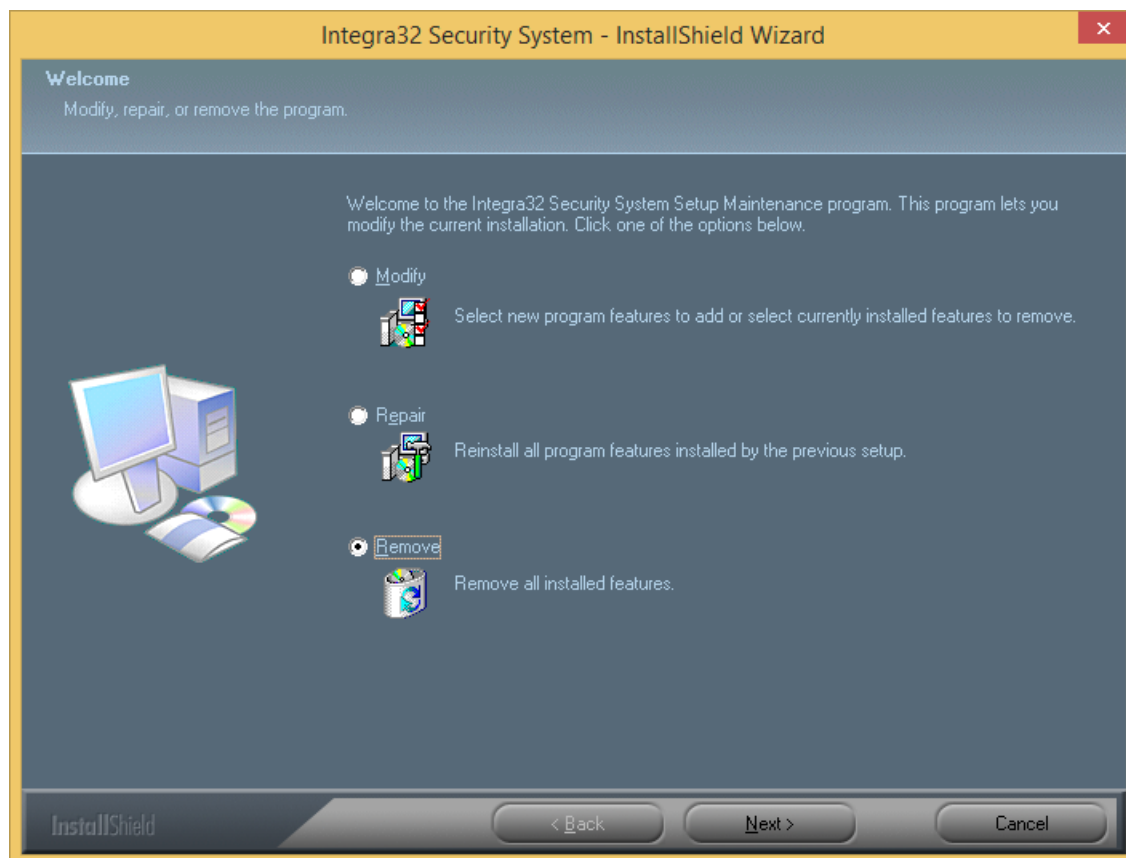 Integra32 Security System - InstallShield Wizard
Welcome
Modify, repair, or remove the program.
Welcome to the Integra32 Security System Setup Maintenance program. This program lets you
modify the current installation. Click one of the options below.
Modify
Select new program features to add or select currently installed features to remove.
Repair
Reinstall all program features installed by the previous setup.
Remove
Remove all installed features.
InstallShield
< Back
Next >
Cancel